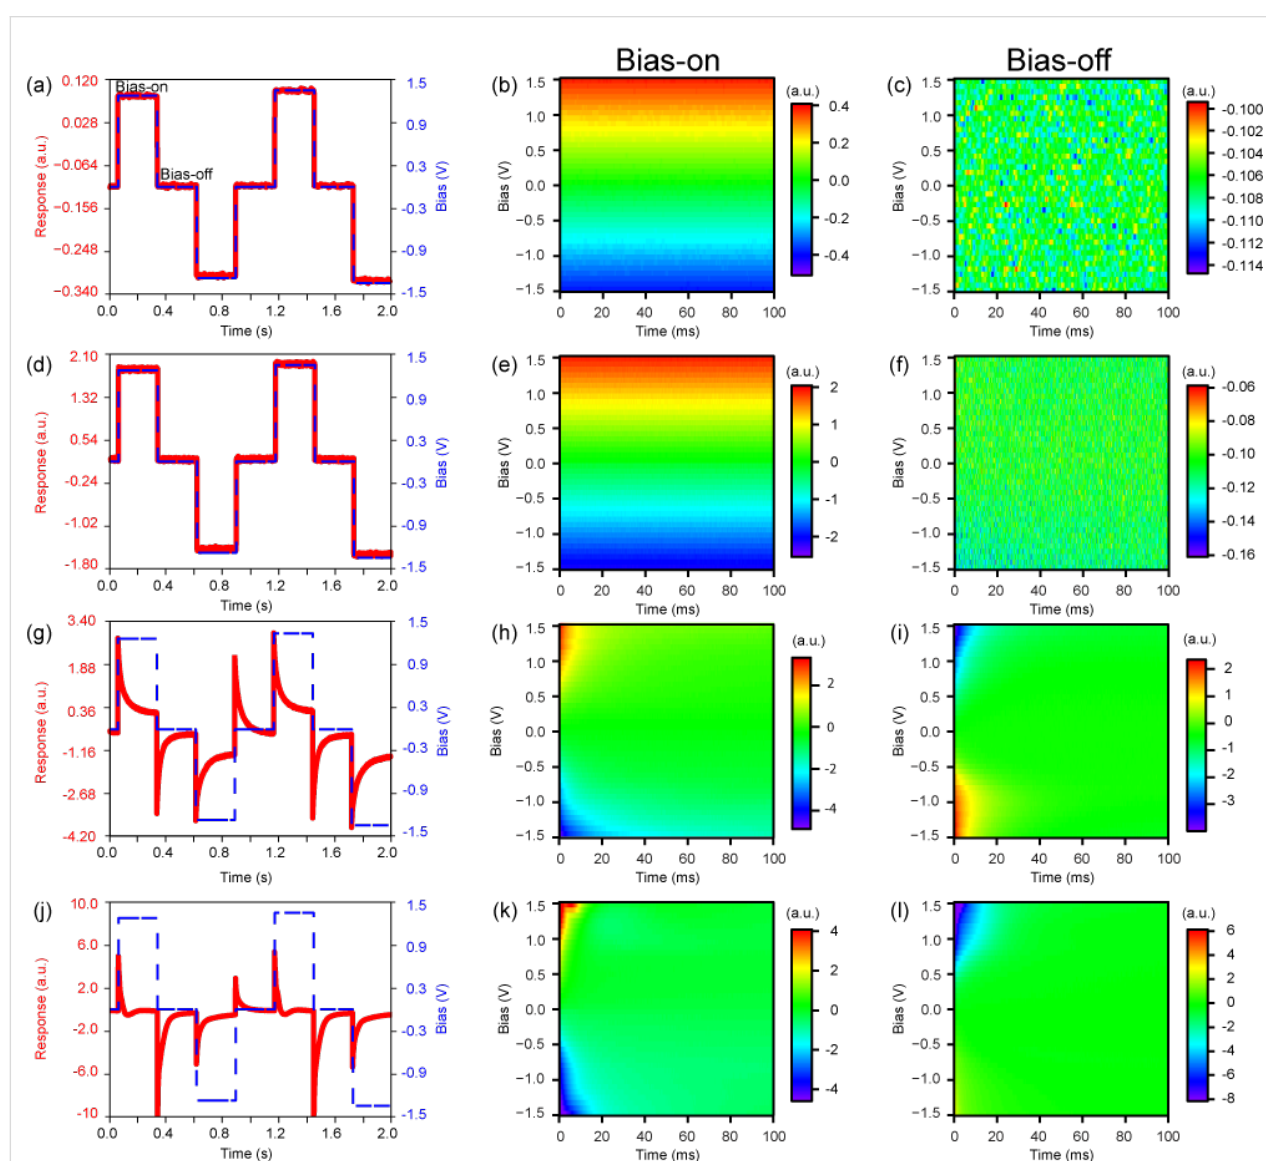 Bias-on Bias-off
(a) 0.120 0.028 −0.064 −0.156 −0.248 −0.340
Response (a.u.)
Bias-on
Bias-off
1.5 0.9 0.3 -0.3 -0.9 -1.5
Bias (V)
0.0 0.4 0.8 1.2 1.6 2.0
Time (s)
(b) 1.5 1.0 0.5 0.0 −0.5 −1.0 −1.5
Bias (V)
(a.u.)
0.4 0.2 0.0 -0.2 -0.4
0 20 40 60 80 100
Time (ms)
(c) 1.5 1.0 0.5 0.0 −0.5 −1.0 −1.5
Bias (V)
(a.u.)
-0.100 -0.102 -0.104 -0.106 -0.108 -0.110 -0.112 -0.114
0 20 40 60 80 100
Time (ms)
(d) 2.10 1.32 0.54 -0.24 -1.02 -1.80
Response (a.u.)
1.5 0.9 0.3 -0.3 -0.9 -1.5
Bias (V)
0.0 0.4 0.8 1.2 1.6 2.0
Time (s)
(e) 1.5 1.0 0.5 0.0 −0.5 −1.0 −1.5
Bias (V)
(a.u.)
2 1 0 -1 -2
0 20 40 60 80 100
Time (ms)
(f) 1.5 1.0 0.5 0.0 −0.5 −1.0 −1.5
Bias (V)
(a.u.)
-0.06 -0.08 -0.10 -0.12 -0.14 -0.16
0 20 40 60 80 100
Time (ms)
(g) 3.40 1.88 0.36 -1.16 -2.68 -4.20
Response (a.u.)
1.5 0.9 0.3 -0.3 -0.9 -1.5
Bias (V)
0.0 0.4 0.8 1.2 1.6 2.0
Time (s)
(h) 1.5 1.0 0.5 0.0 −0.5 −1.0 −1.5
Bias (V)
(a.u.)
2 0 -2 -4
0 20 40 60 80 100
Time (ms)
(i) 1.5 1.0 0.5 0.0 −0.5 −1.0 −1.5
Bias (V)
(a.u.)
2 1 0 -1 -2 -3
0 20 40 60 80 100
Time (ms)
(j) 10.0 6.0 2.0 -2.0 -6.0 -10
Response (a.u.)
1.5 0.9 0.3 -0.3 -0.9 -1.5
Bias (V)
0.0 0.4 0.8 1.2 1.6 2.0
Time (s)
(k) 1.5 1.0 0.5 0.0 −0.5 −1.0 −1.5
Bias (V)
(a.u.)
4 2 0 -2 -4
0 20 40 60 80 100
Time (ms)
(l) 1.5 1.0 0.5 0.0 −0.5 −1.0 −1.5
Bias (V)
(a.u.)
6 4 2 0 -2 -4 -6 -8
0 20 40 60 80 100
Time (ms)